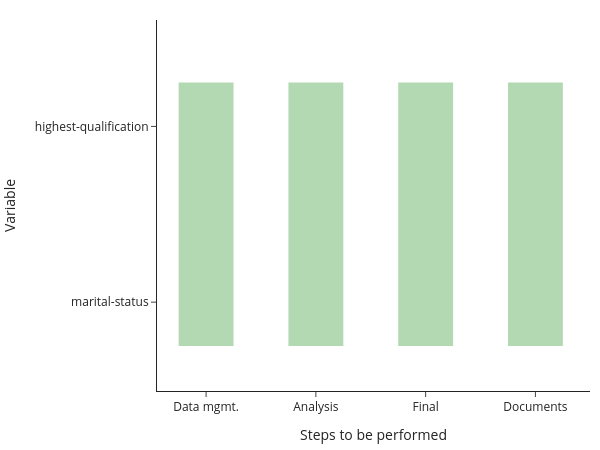 highest-qualification
Variable
marital-status
Data mgmt.
Analysis
Final
Documents
Steps to be performed